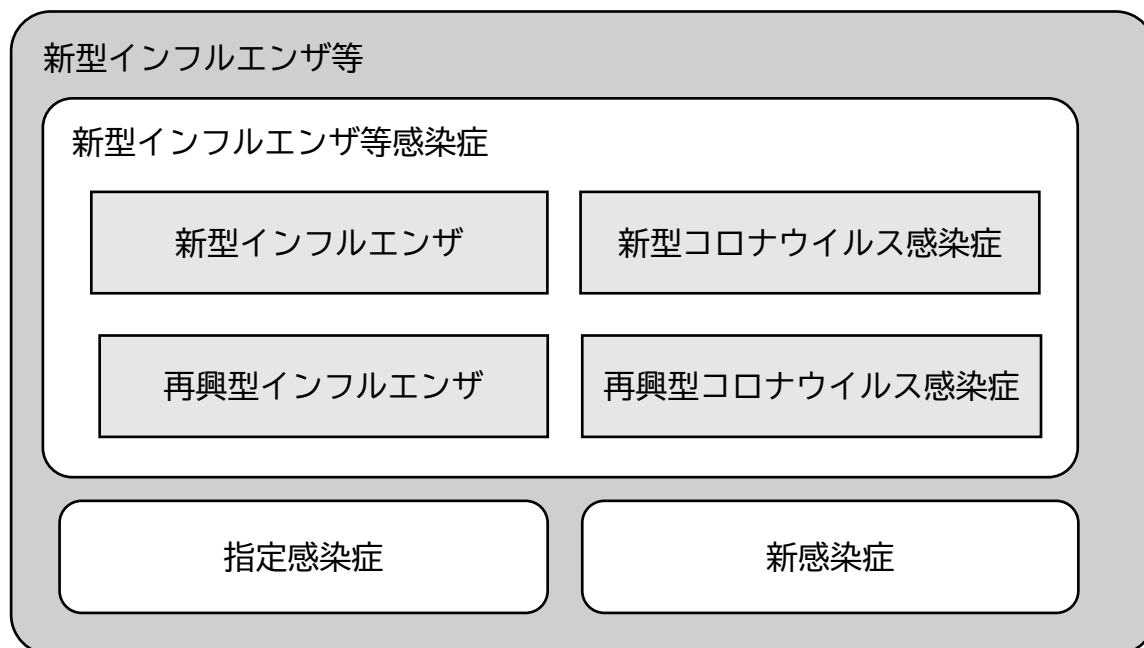 新型インフルエンザ等
新型インフルエンザ等感染症
新型インフルエンザ
新型コロナウイルス感染症
再興型インフルエンザ
再興型コロナウイルス感染症
指定感染症
新感染症